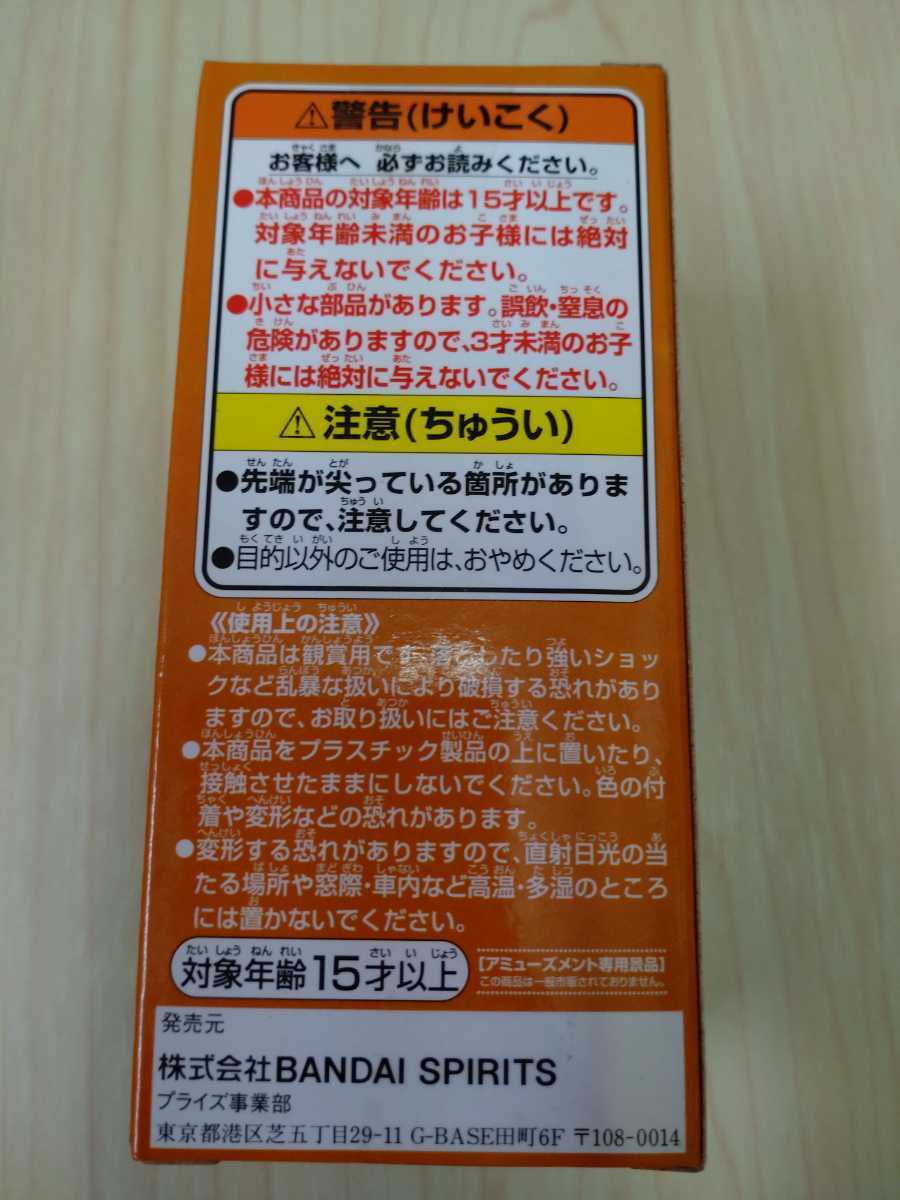 ⚠警告(けいこく)
お客様へ 必ずお読みください。
●本商品の対象年齢は15才以上です。
対象年齢未満のお子様には絶対
に与えないでください。
●小さな部品があります。誤飲・窒息の
危険がありますので、3才未満のお子
様には絶対に与えないでください。
⚠注意(ちゅうい)
●先端が尖っている箇所がありま
すので、注意してください。
●目的以外のご使用は、おやめください。
《使用上の注意》
●本商品は観賞用です。落としたり強いショッ
クなど乱暴な扱いにより破損する恐れがあり
ますので、お取り扱いにはご注意ください。
●本商品をプラスチック製品の上に置いたり、
接触させたままにしないでください。色の付
着や変形などの恐れがあります。
●変形する恐れがありますので、直射日光の当
たる場所や窓際・車内など高温・多湿のところ
には置かないでください。
対象年齢15才以上
【アミューズメント専用景品】
この商品は一般市販されておりません。
発売元
株式会社BANDAI SPIRITS
プライズ事業部
東京都港区芝五丁目29-11 G-BASE田町6F 〒108-0014